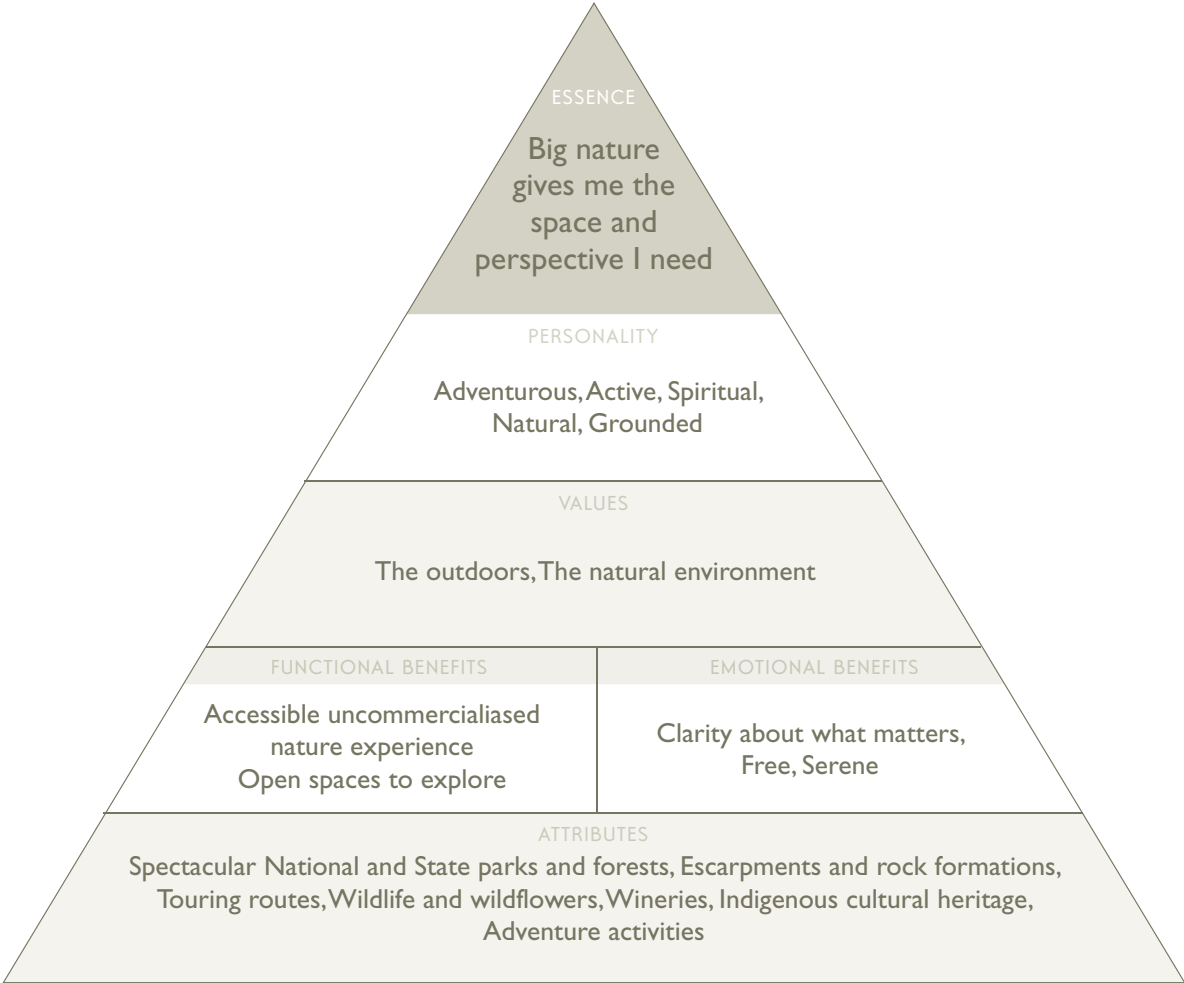 ESSENCE
Big nature
gives me the
space and
perspective I need
PERSONALITY
Adventurous, Active, Spiritual,
Natural, Grounded
VALUES
The outdoors, The natural environment
FUNCTIONAL BENEFITS
Accessible uncommercialiased
nature experience
Open spaces to explore
EMOTIONAL BENEFITS
Clarity about what matters,
Free, Serene
ATTRIBUTES
Spectacular National and State parks and forests, Escarpments and rock formations,
Touring routes, Wildlife and wildflowers, Wineries, Indigenous cultural heritage,
Adventure activities